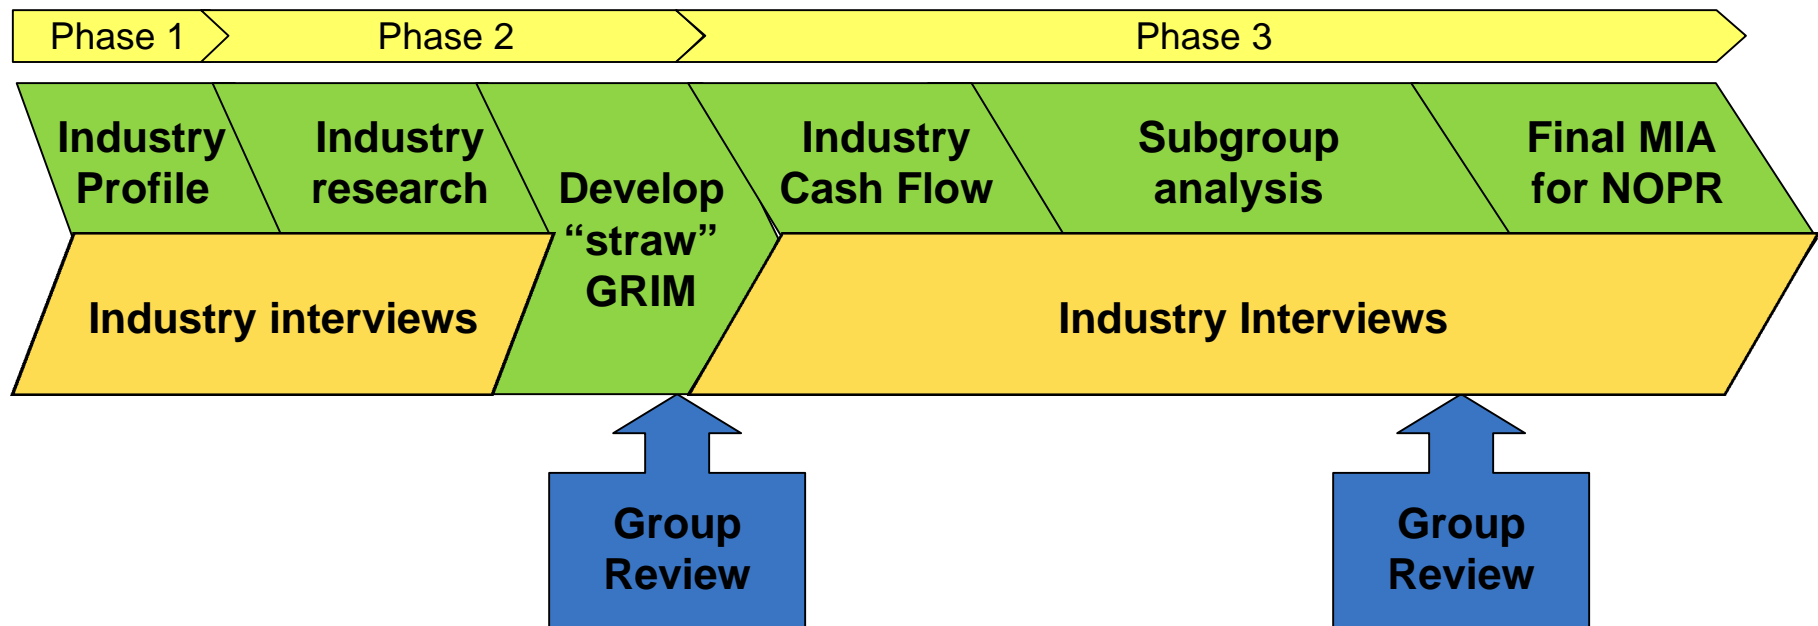 Phase 1
Phase 2
Phase 3
Industry
Profile
Industry
research
Develop
“straw”
GRIM
Industry
Cash Flow
Subgroup
analysis
Final MIA
for NOPR
Industry interviews
Industry Interviews
Group
Review
Group
Review